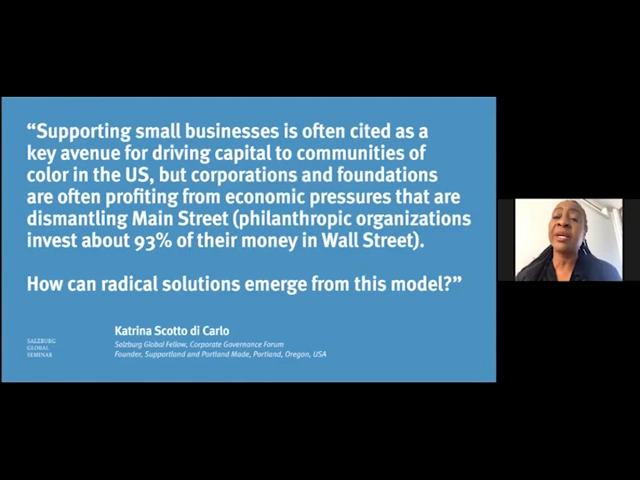 “Supporting small businesses is often cited as a
key avenue for driving capital to communities of
color in the US, but corporations and foundations
are often profiting from economic pressures that are
dismantling Main Street (philanthropic organizations
invest about 93% of their money in Wall Street).
How can radical solutions emerge from this model?”
Katrina Scotto di Carlo
Salzburg Global Fellow, Corporate Governance Forum
Founder, Supportland and Portland Made, Portland, Oregon, USA
SALZBURG
GLOBAL
SEMINAR